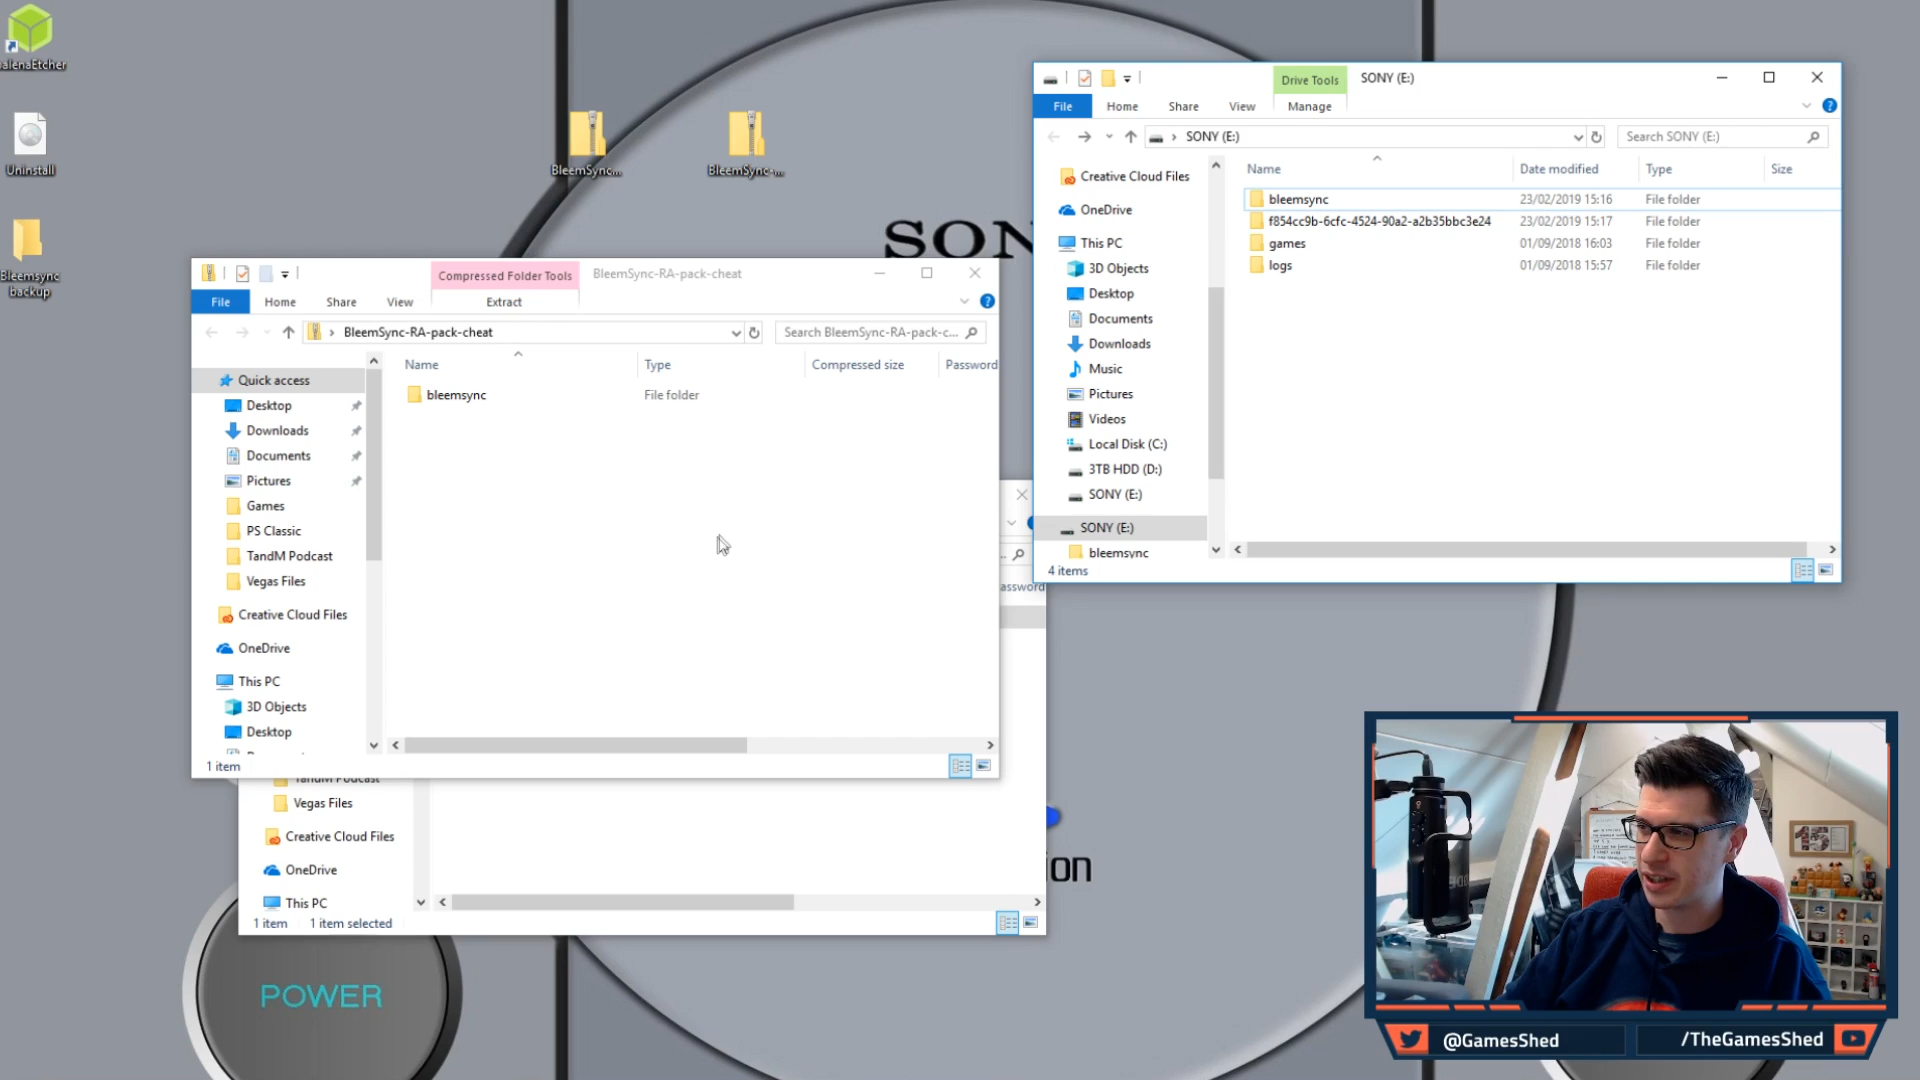 alenaEtcher
Uninstall
Bleemsync
backup
BleemSync...
BleemSync-...
SON
ion
POWER
Drive Tools
SONY (E:)
File
Home
Share
View
Manage
SONY (E:)
Search SONY (E:)
Name
Date modified
Type
Size
Creative Cloud Files
OneDrive
This PC
3D Objects
Desktop
Documents
Downloads
Music
Pictures
Videos
Local Disk (C:)
3TB HDD (D:)
SONY (E:)
SONY (E:)
bleemsync
bleemsync 23/02/2019 15:16 File folder
f854cc9b-6cfc-4524-90a2-a2b35bbc3e24 23/02/2019 15:17 File folder
games 01/09/2018 16:03 File folder
logs 01/09/2018 15:57 File folder
4 items
Compressed Folder Tools
BleemSync-RA-pack-cheat
File
Home
Share
View
Extract
BleemSync-RA-pack-cheat
Search BleemSync-RA-pack-c...
Name
Type
Compressed size
Password
Quick access
Desktop
Downloads
Documents
Pictures
Games
PS Classic
TandM Podcast
Vegas Files
Creative Cloud Files
OneDrive
This PC
3D Objects
Desktop
bleemsync File folder
1 item
assword
TandM Podcast
Vegas Files
Creative Cloud Files
OneDrive
This PC
1 item 1 item selected
@GamesShed
/TheGamesShed